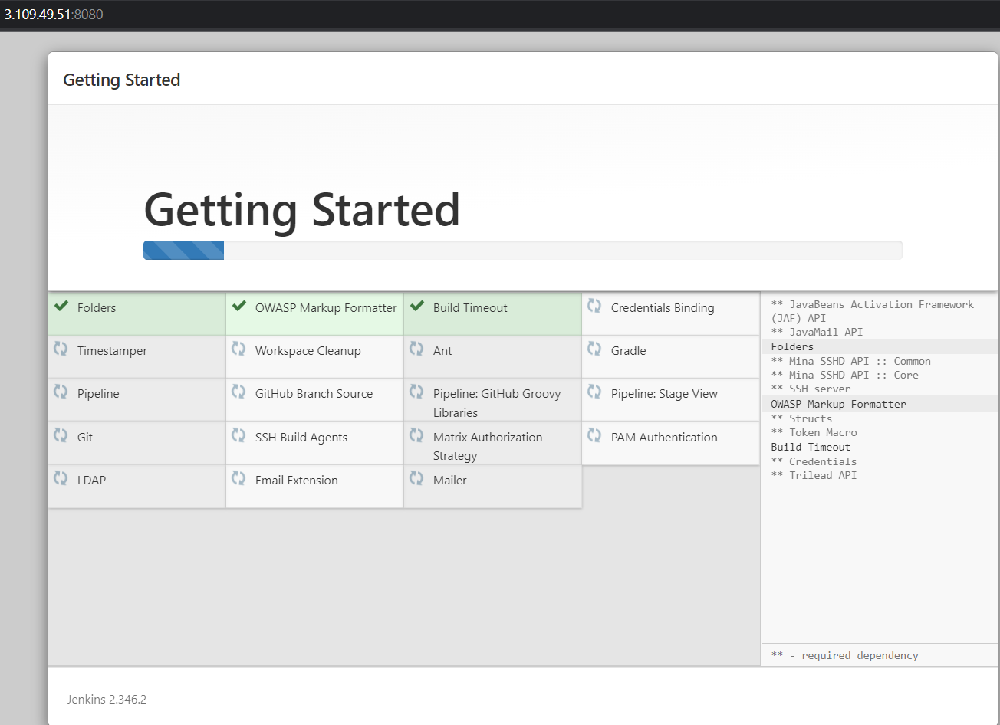 3.109.49.51:8080
Getting Started
Getting Started
Folders
OWASP Markup Formatter
Build Timeout
Credentials Binding
Timestamper
Workspace Cleanup
Ant
Gradle
Pipeline
GitHub Branch Source
Pipeline: GitHub Groovy
Libraries
Pipeline: Stage View
Git
SSH Build Agents
Matrix Authorization
Strategy
PAM Authentication
LDAP
Email Extension
Mailer
** JavaBeans Activation Framework
(JAF) API
** JavaMail API
Folders
** Mina SSHD API :: Common
** Mina SSHD API :: Core
** SSH server
OWASP Markup Formatter
** Structs
** Token Macro
Build Timeout
** Credentials
** Trilead API
** - required dependency
Jenkins 2.346.2